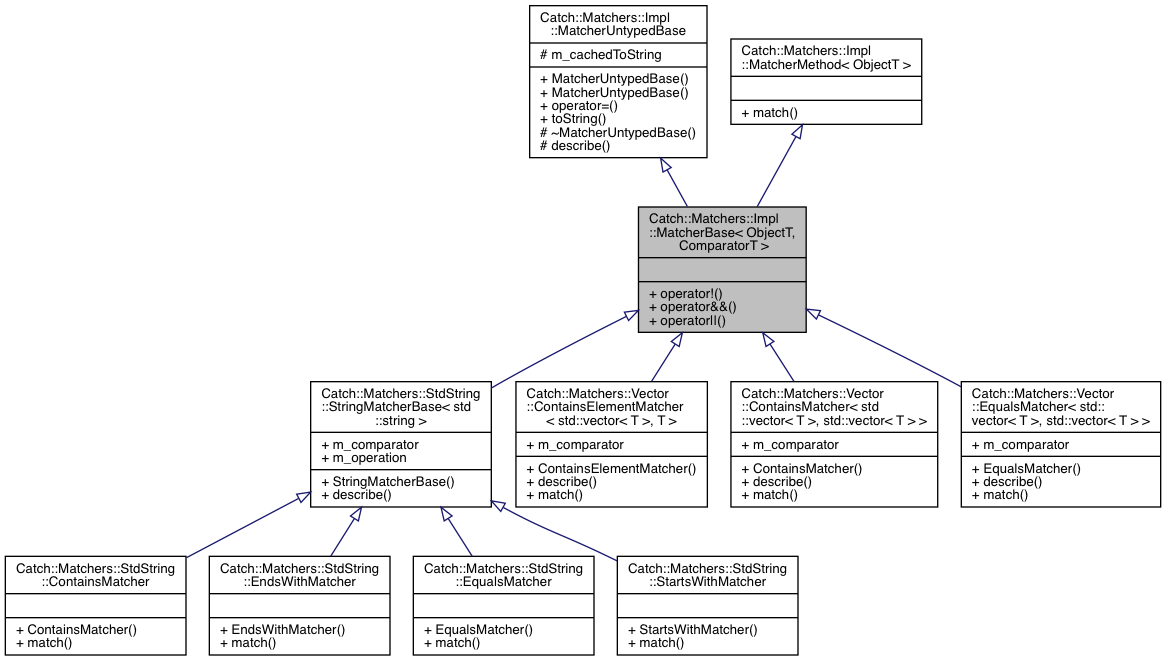 Catch::Matchers::Impl
::MatcherUntypedBase
# m_cachedToString
+ MatcherUntypedBase()
+ MatcherUntypedBase()
+ operator=()
+ toString()
# ~MatcherUntypedBase()
# describe()
Catch::Matchers::Impl
::MatcherMethod< ObjectT >
+ match()
Catch::Matchers::Impl
::MatcherBase< ObjectT,
ComparatorT >
+ operator!()
+ operator&&()
+ operator||()
Catch::Matchers::StdString
::StringMatcherBase< std
::string >
+ m_comparator
+ m_operation
+ StringMatcherBase()
+ describe()
Catch::Matchers::Vector
::ContainsElementMatcher
< std::vector< T >, T >
+ m_comparator
+ ContainsElementMatcher()
+ describe()
+ match()
Catch::Matchers::Vector
::ContainsMatcher< std
::vector< T >, std::vector< T > >
+ m_comparator
+ ContainsMatcher()
+ describe()
+ match()
Catch::Matchers::Vector
::EqualsMatcher< std::
vector< T >, std::vector< T > >
+ m_comparator
+ EqualsMatcher()
+ describe()
+ match()
Catch::Matchers::StdString
::ContainsMatcher
+ ContainsMatcher()
+ match()
Catch::Matchers::StdString
::EndsWithMatcher
+ EndsWithMatcher()
+ match()
Catch::Matchers::StdString
::EqualsMatcher
+ EqualsMatcher()
+ match()
Catch::Matchers::StdString
::StartsWithMatcher
+ StartsWithMatcher()
+ match()